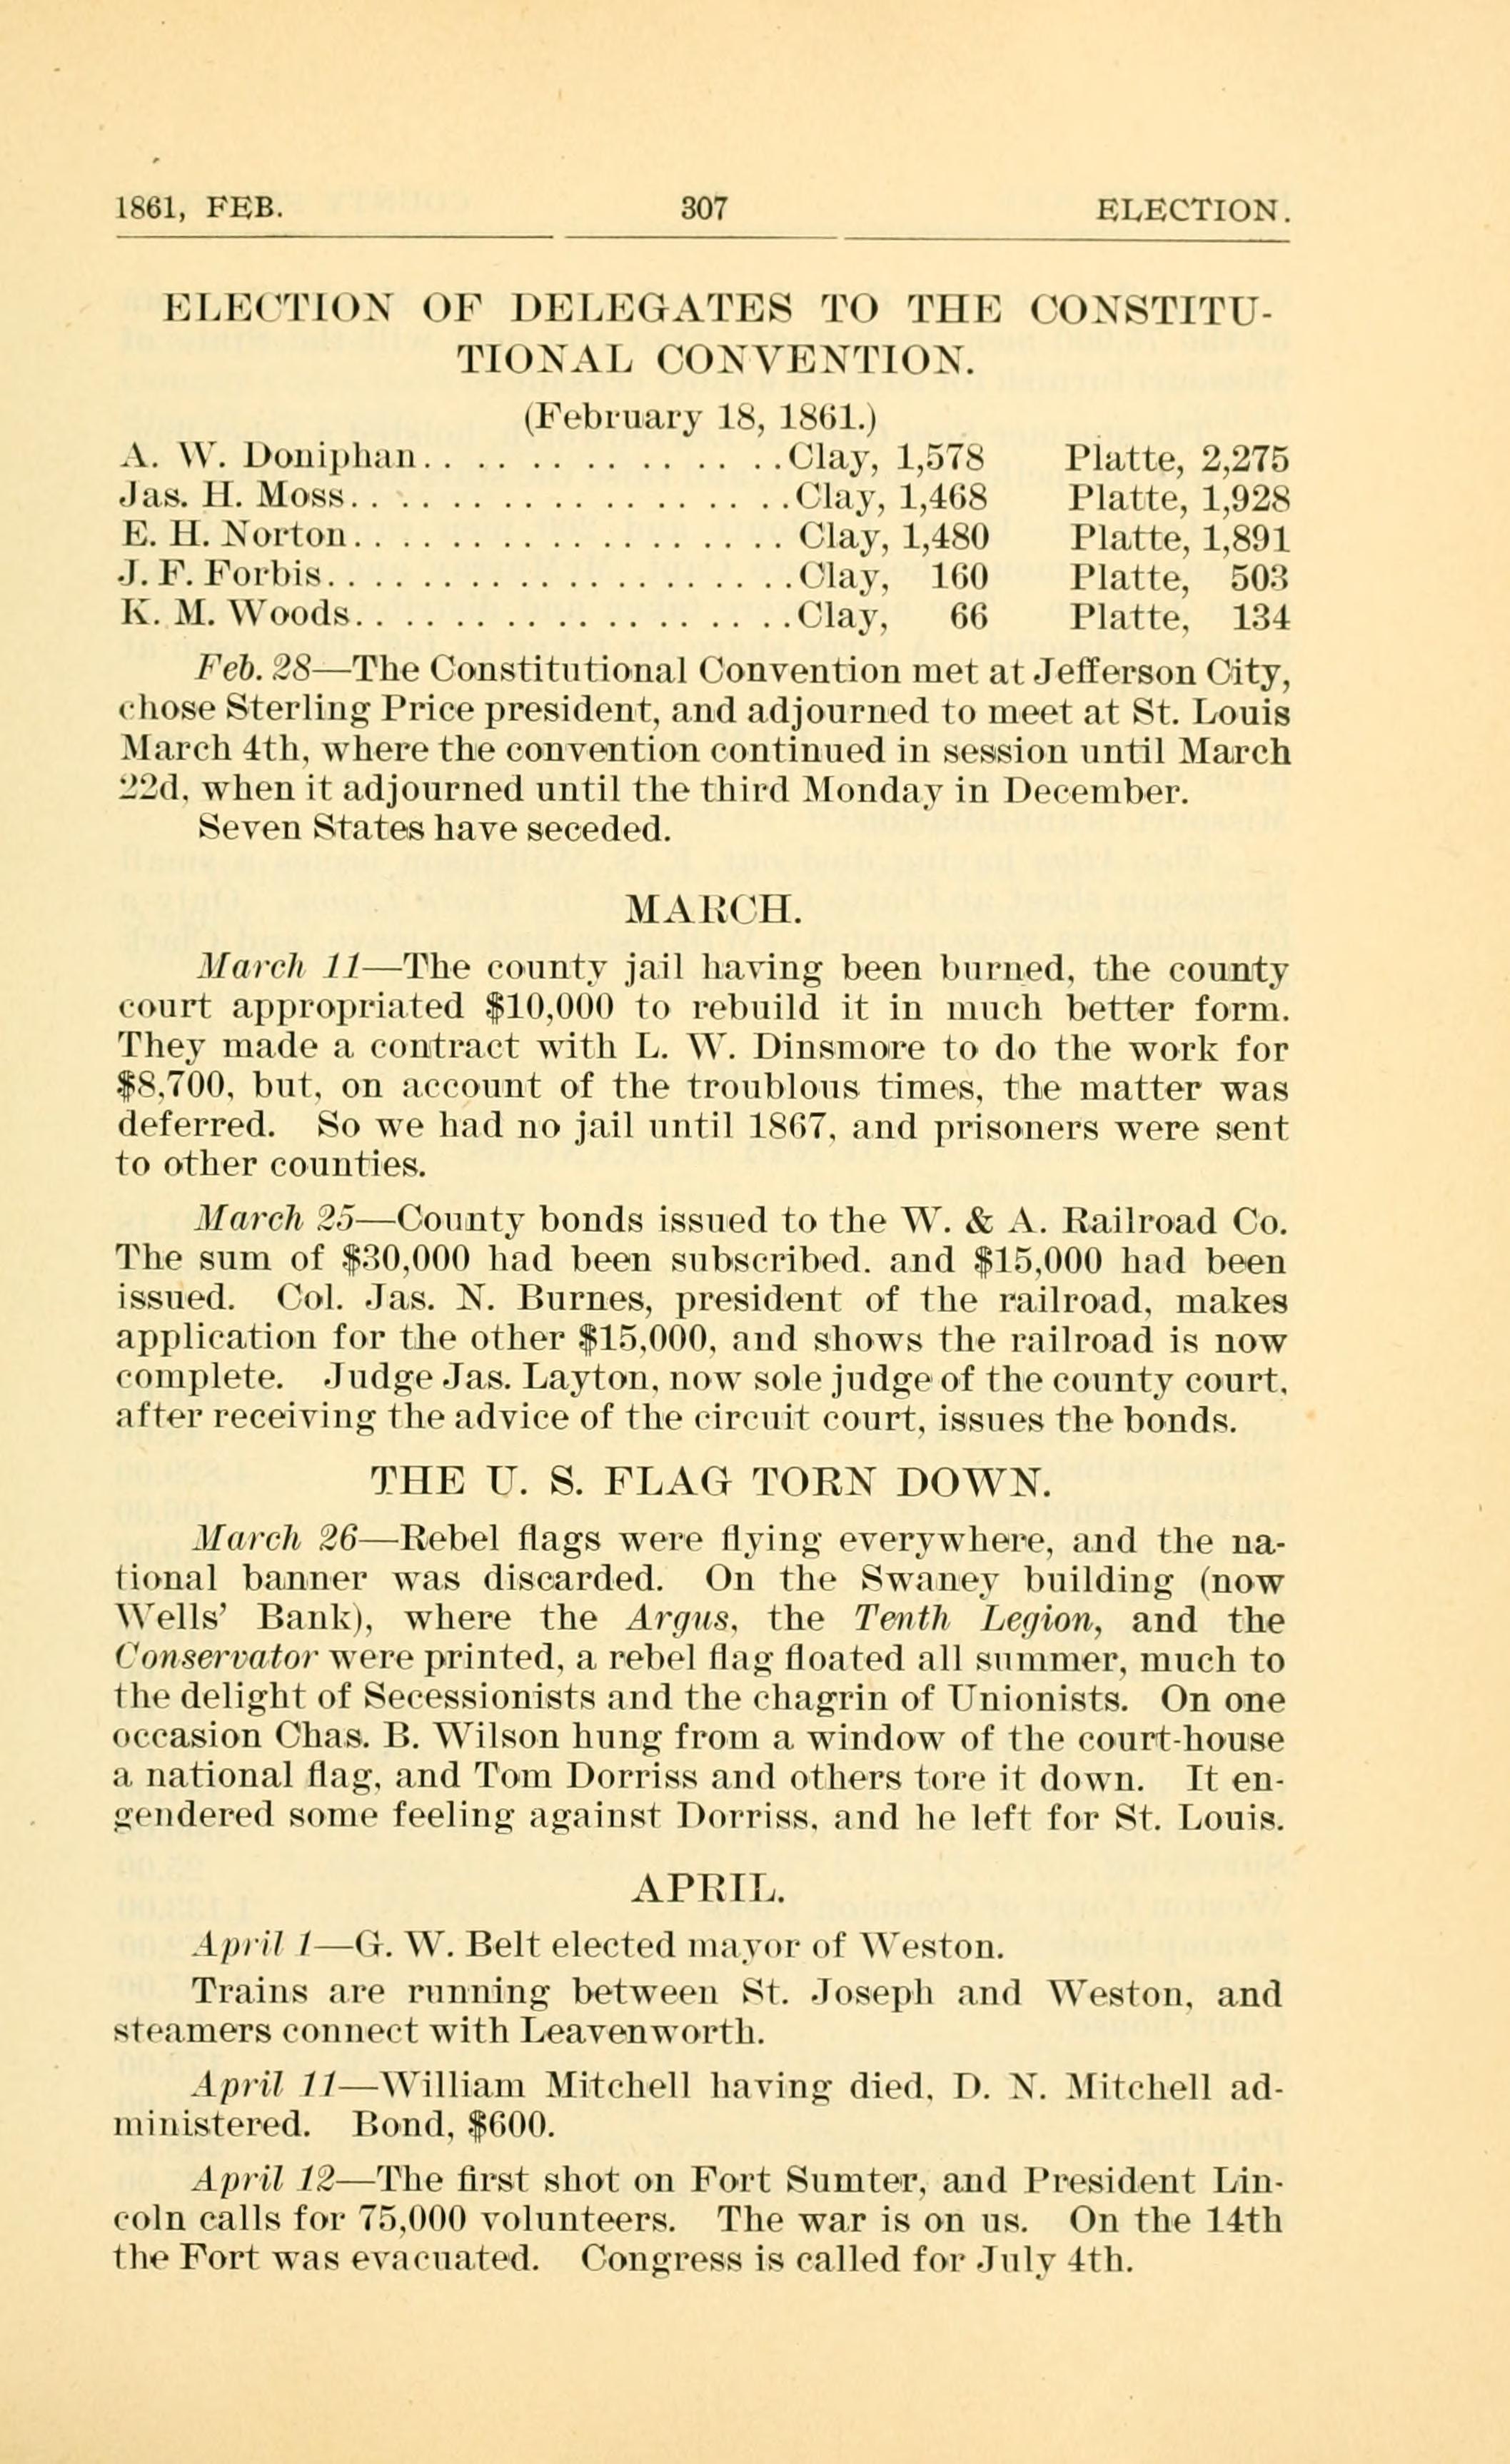 1861, FEB. 307 ELECTION.
ELECTION OF DELEGATES TO THE CONSTITU-
TIONAL CONVENTION.
(February 18, 1861.)
A. W. Doniphan. . . . . . . . . . . . . . Clay, 1,578 Platte, 2,275
Jas. H. Moss. . . . . . . . . . . . . . . . . Clay, 1,468 Platte, 1,928
E. H. Norton. . . . . . . . . . . . . . . . . Clay, 1,480 Platte, 1,891
J. F. Forbis. . . . . . . . . . . . . . . . . . Clay, 160 Platte, 503
K. M. Woods. . . . . . . . . . . . . . . . . Clay, 66 Platte, 134
Feb. 28—The Constitutional Convention met at Jefferson City,
chose Sterling Price president, and adjourned to meet at St. Louis
March 4th, where the convention continued in session until March
22d, when it adjourned until the third Monday in December.
Seven States have seceded.
MARCH.
March 11—The county jail having been burned, the county
court appropriated $10,000 to rebuild it in much better form.
They made a contract with L. W. Dinsmore to do the work for
$8,700, but, on account of the troublous times, the matter was
deferred. So we had no jail until 1867, and prisoners were sent
to other counties.
March 25—County bonds issued to the W. & A. Railroad Co.
The sum of $30,000 had been subscribed. and $15,000 had been
issued. Col. Jas. N. Burnes, president of the railroad, makes
application for the other $15,000, and shows the railroad is now
complete. Judge Jas. Layton, now sole judge of the county court,
after receiving the advice of the circuit court, issues the bonds.
THE U. S. FLAG TORN DOWN.
March 26—Rebel flags were flying everywhere, and the na-
tional banner was discarded. On the Swaney building (now
Wells' Bank), where the Argus, the Tenth Legion, and the
Conservator were printed, a rebel flag floated all summer, much to
the delight of Secessionists and the chagrin of Unionists. On one
occasion Chas. B. Wilson hung from a window of the court-house
a national flag, and Tom Dorriss and others tore it down. It en-
gendered some feeling against Dorriss, and he left for St. Louis.
APRIL.
April 1—G. W. Belt elected mayor of Weston.
Trains are running between St. Joseph and Weston, and
steamers connect with Leavenworth.
April 11—William Mitchell having died, D. N. Mitchell ad-
ministered. Bond, $600.
April 12—The first shot on Fort Sumter, and President Lin-
coln calls for 75,000 volunteers. The war is on us. On the 14th
the Fort was evacuated. Congress is called for July 4th.